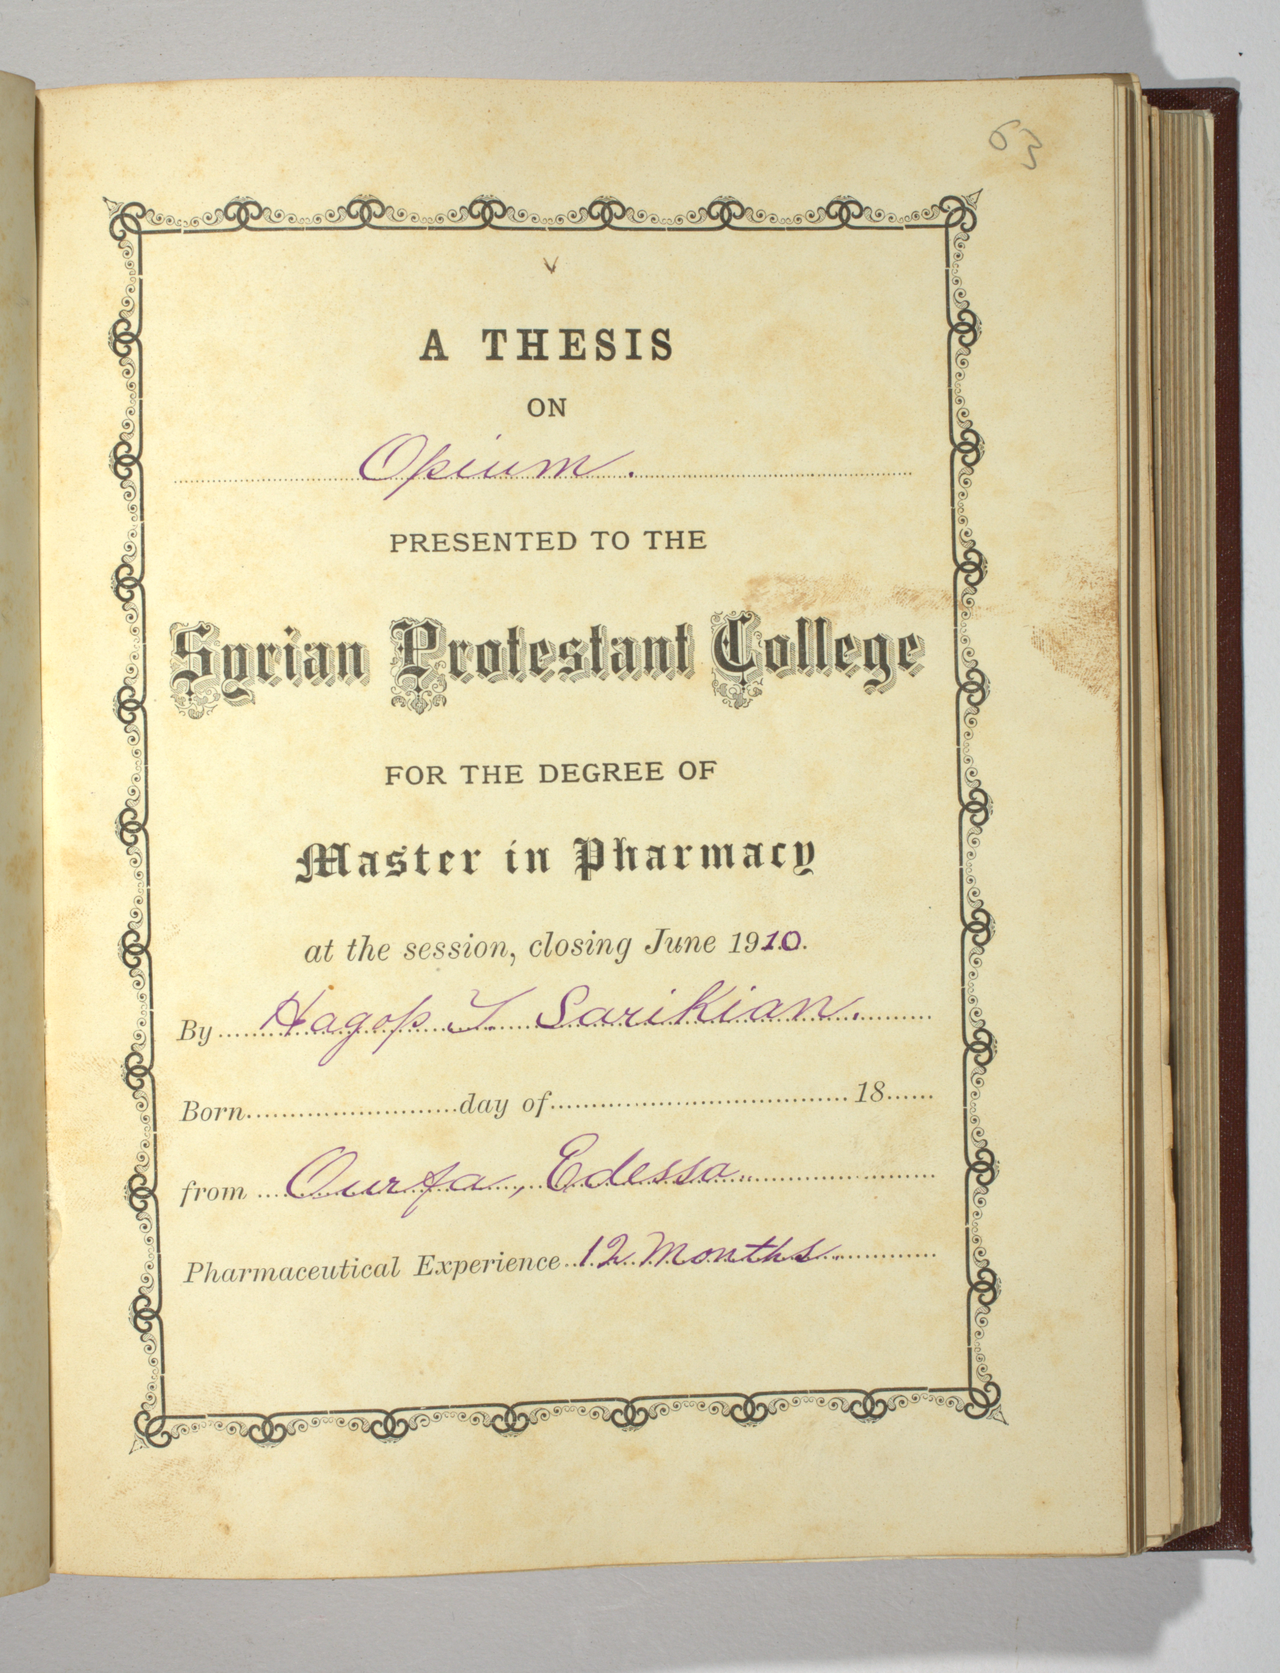 63
A THESIS
ON
Opium.
PRESENTED TO THE
Syrian Protestant College
FOR THE DEGREE OF
Master in Pharmacy
at the session, closing June 1910.
By Hagop Y Sarikian.
Born day of 18
from Ourfa, Edessa
Pharmaceutical Experience 12 Months